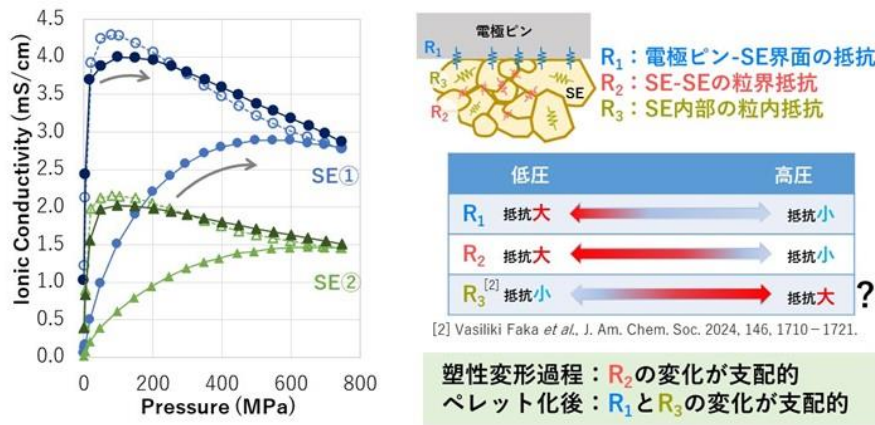 Ionic Conductivity (mS/cm)
4.5
4.0
3.5
3.0
2.5
2.0
1.5
1.0
0.5
0.0
SE①
SE②
0 200 400 600 800
Pressure (MPa)
電極ピン
R1
R3
R2
SE
R1：電極ピン-SE界面の抵抗
R2：SE-SEの粒界抵抗
R3：SE内部の粒内抵抗
低圧 高圧
R1 抵抗大 抵抗小
R2 抵抗大 抵抗小
R3[2] 抵抗小 抵抗大 ?
[2] Vasiliki Faka et al., J. Am. Chem. Soc. 2024, 146, 1710－1721.
塑性変形過程：R2の変化が支配的
ペレット化後：R1とR3の変化が支配的